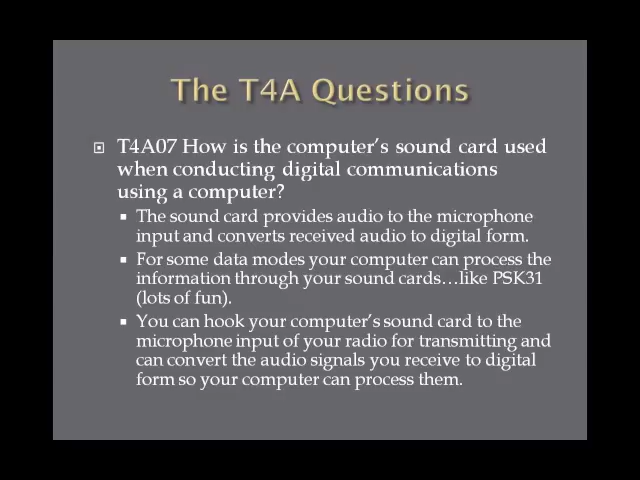 The T4A Questions
T4A07 How is the computer's sound card used
when conducting digital communications
using a computer?
The sound card provides audio to the microphone
input and converts received audio to digital form.
For some data modes your computer can process the
information through your sound cards…like PSK31
(lots of fun).
You can hook your computer's sound card to the
microphone input of your radio for transmitting and
can convert the audio signals you receive to digital
form so your computer can process them.